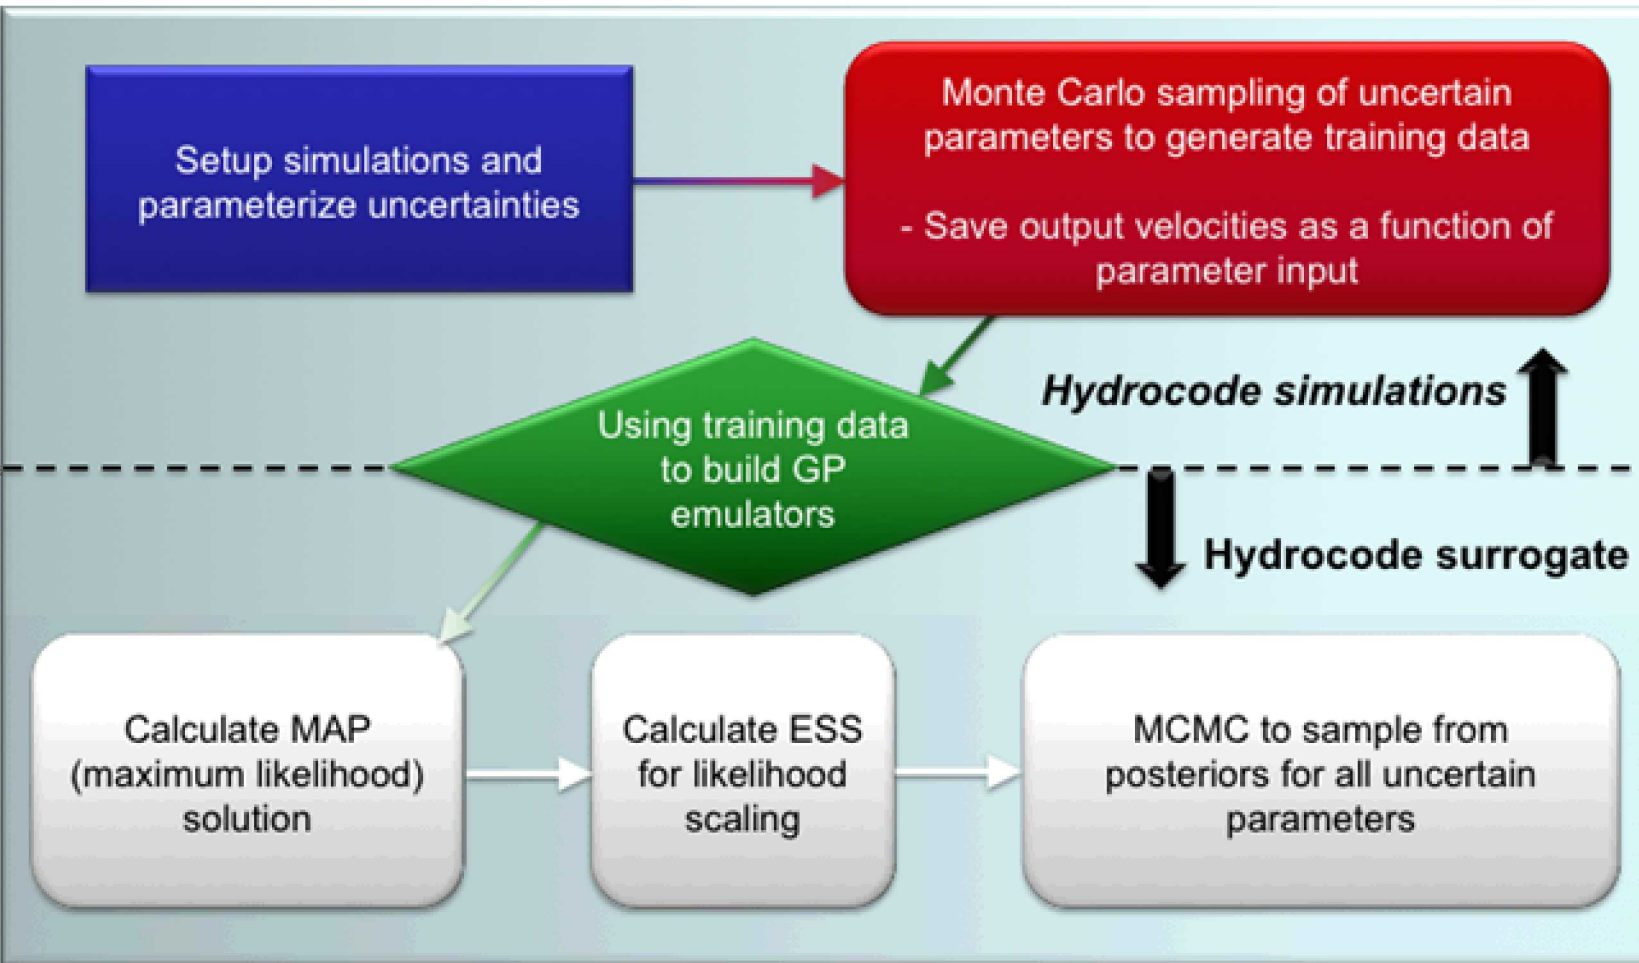 Setup simulations and
parameterize uncertainties
Monte Carlo sampling of uncertain
parameters to generate training data
- Save output velocities as a function of
parameter input
Using training data
to build GP
emulators
Hydrocode simulations
Hydrocode surrogate
Calculate MAP
(maximum likelihood)
solution
Calculate ESS
for likelihood
scaling
MCMC to sample from
posteriors for all uncertain
parameters